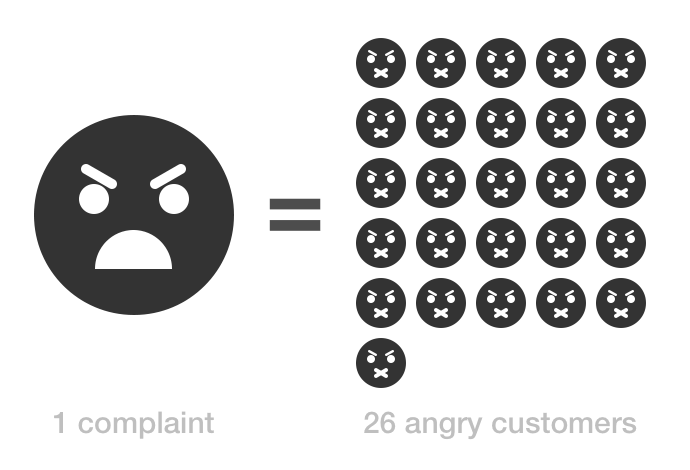 =
1 complaint
26 angry customers